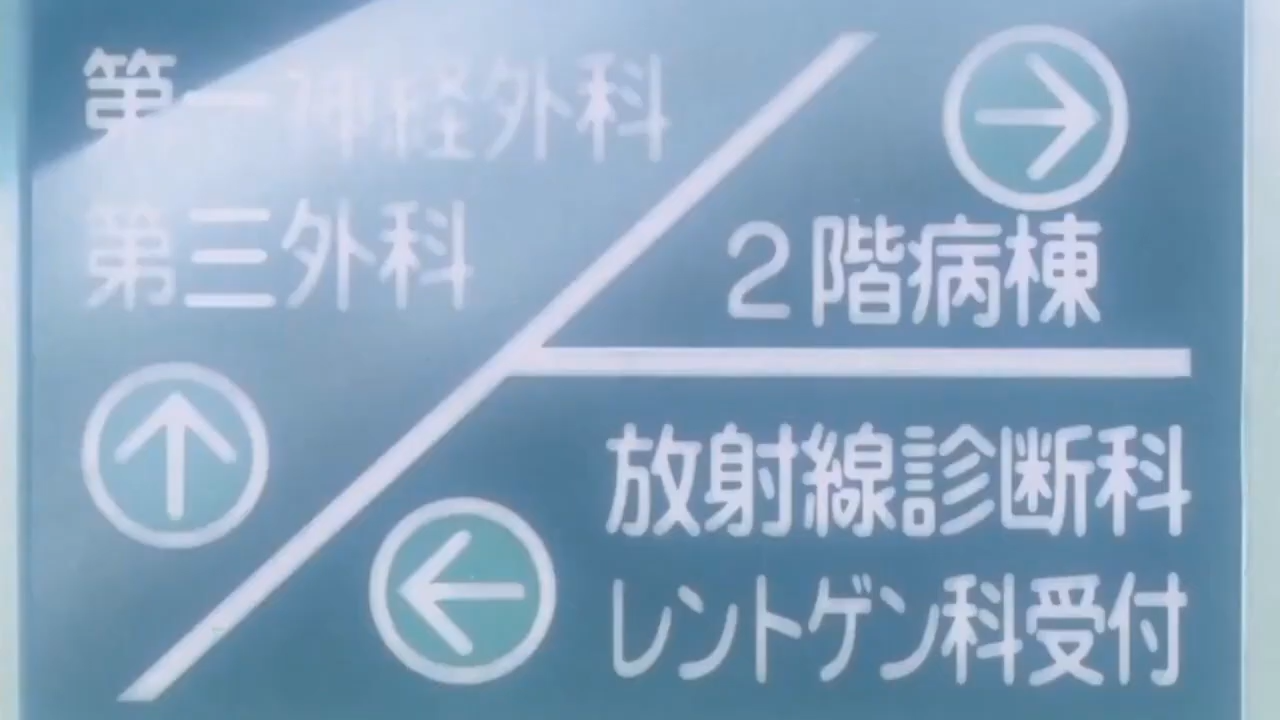 第一神経外科
第三外科
２階病棟
放射線診断科
レントゲン科受付